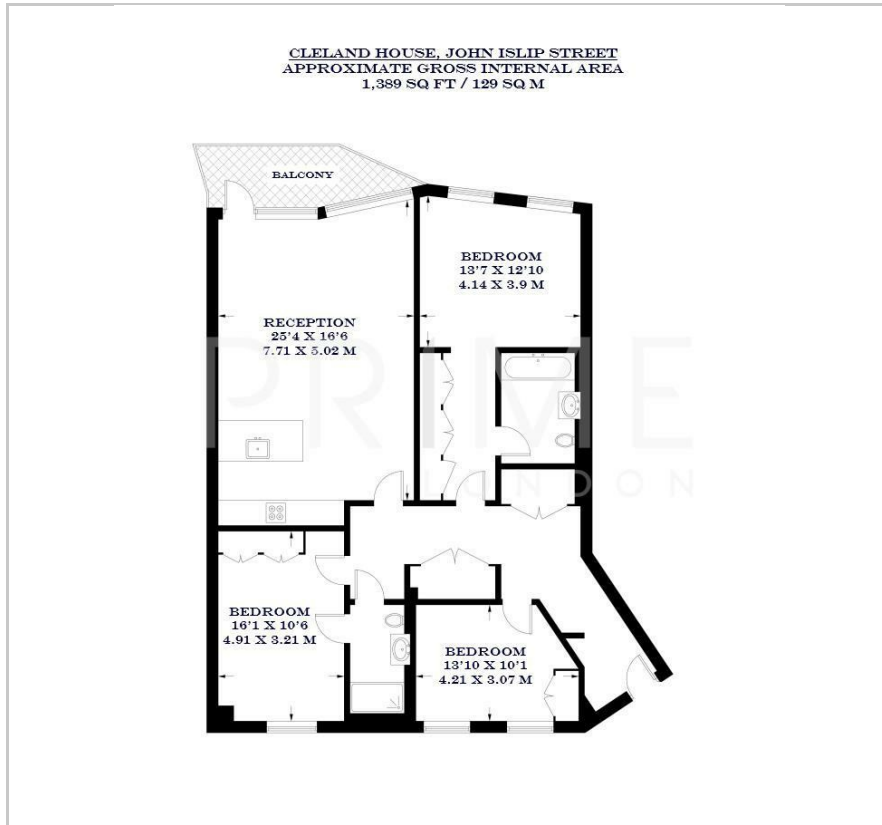 CLELAND HOUSE, JOHN ISLIP STREET
APPROXIMATE GROSS INTERNAL AREA
1,389 SQ FT / 129 SQ M
BALCONY
BEDROOM
13'7 X 12'10
4.14 X 3.9 M
RECEPTION
25'4 X 16'6
7.71 X 5.02 M
PRIME
LONDON
BEDROOM
16'1 X 10'6
4.91 X 3.21 M
BEDROOM
13'10 X 10'1
4.21 X 3.07 M